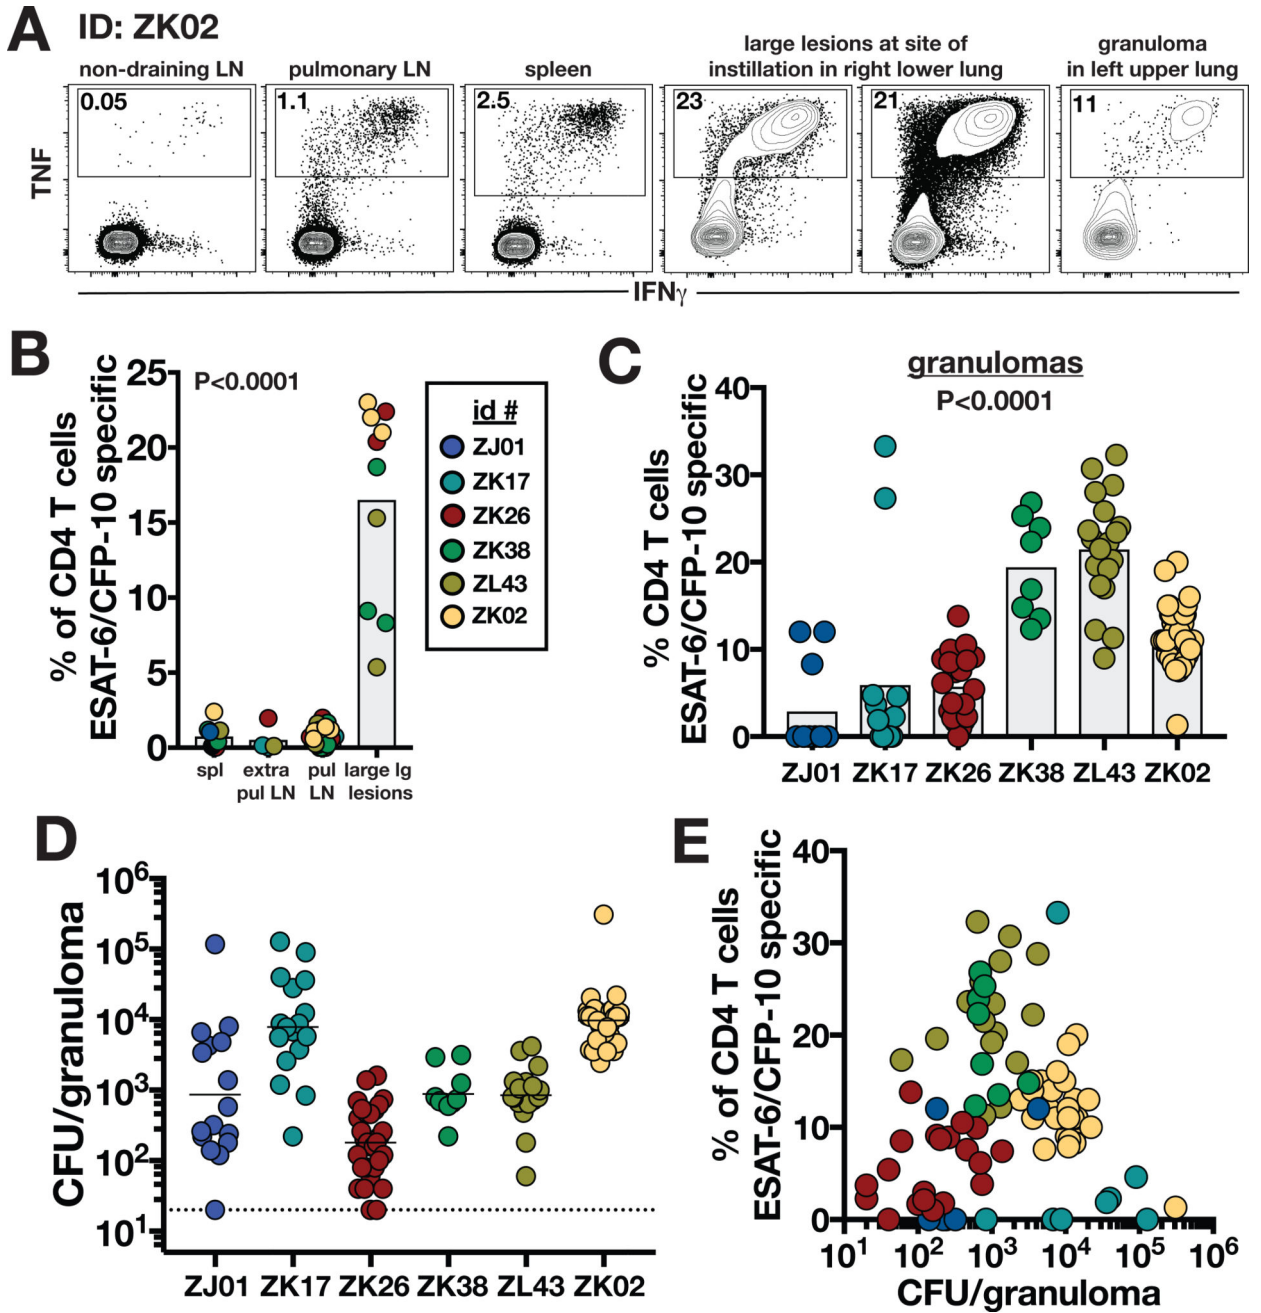 A
ID: ZK02
non-draining LN
pulmonary LN
spleen
large lesions at site of
instillation in right lower lung
granuloma
in left upper lung
0.05
1.1
2.5
23
21
11
TNF
IFNγ
B
P<0.0001
% of CD4 T cells
ESAT-6/CFP-10 specific
25
20
15
10
5
0
spl
extra
pul LN
pul
LN
large lg
lesions
id #
ZJ01
ZK17
ZK26
ZK38
ZL43
ZK02
C
granulomas
P<0.0001
% CD4 T cells
ESAT-6/CFP-10 specific
40
30
20
10
0
ZJ01 ZK17 ZK26 ZK38 ZL43 ZK02
D
CFU/granuloma
10⁶
10⁵
10⁴
10³
10²
10¹
ZJ01 ZK17 ZK26 ZK38 ZL43 ZK02
E
% of CD4 T cells
ESAT-6/CFP-10 specific
40
30
20
10
0
10¹ 10² 10³ 10⁴ 10⁵ 10⁶
CFU/granuloma